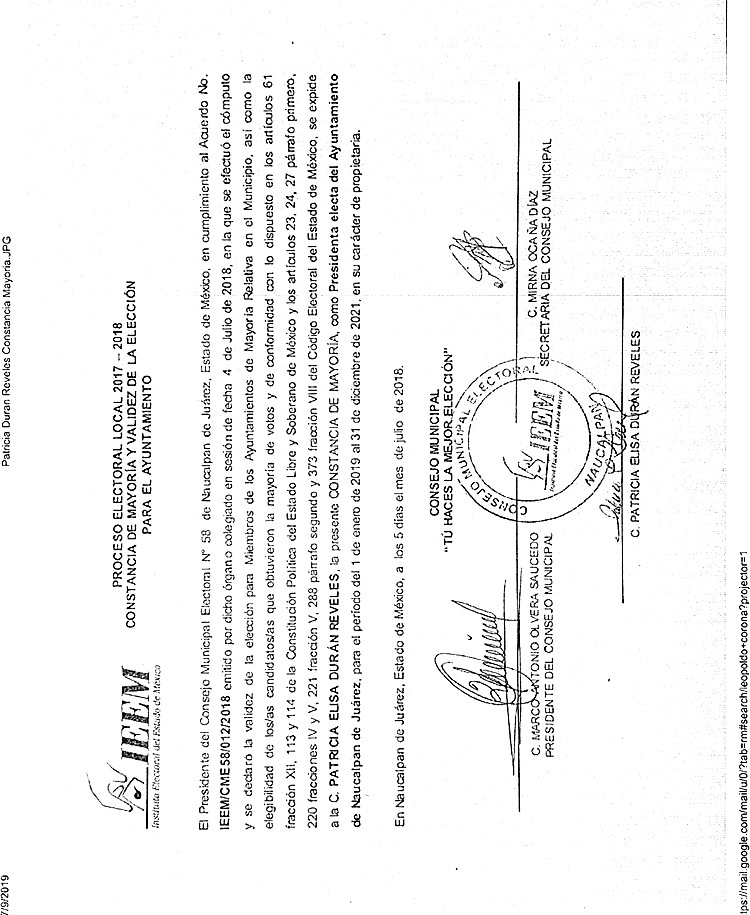 7/9/2019
Patricia Duran Reveles Constancia Mayoria.JPG
IEEM
Instituto Electoral del Estado de México
PROCESO ELECTORAL LOCAL 2017 – 2018
CONSTANCIA DE MAYORÍA Y VALIDEZ DE LA ELECCIÓN
PARA EL AYUNTAMIENTO
El Presidente del Consejo Municipal Electoral N° 58 de Naucalpan de Juárez, Estado de México, en cumplimiento al Acuerdo No.
IEEM/CME58/012/2018 emitido por dicho órgano colegiado en sesión de fecha 4 de Julio de 2018, en la que se efectuó el cómputo
y se declaró la validez de la elección para Miembros de los Ayuntamientos de Mayoría Relativa en el Municipio, así como la
elegibilidad de los/as candidatos/as que obtuvieron la mayoría de votos y de conformidad con lo dispuesto en los artículos 61
fracción XII, 113 y 114 de la Constitución Política del Estado Libre y Soberano de México y los artículos 23, 24, 27 párrafo primero,
220 fracciones IV y V, 221 fracción V, 288 párrafo segundo y 373 fracción VIII del Código Electoral del Estado de México, se expide
a la C. PATRICIA ELISA DURÁN REVELES, la presente CONSTANCIA DE MAYORÍA, como Presidenta electa del Ayuntamiento
de Naucalpan de Juárez, para el período del 1 de enero de 2019 al 31 de diciembre de 2021, en su carácter de propietaria.
En Naucalpan de Juárez, Estado de México, a los 5 días el mes de julio de 2018.
CONSEJO MUNICIPAL
"TÚ HACES LA MEJOR ELECCIÓN"
CONSEJO MUNICIPAL ELECTORAL
IEEM
Instituto Electoral del Estado de México
NAUCALPAN
C. MARCO ANTONIO OLVERA SAUCEDO
PRESIDENTE DEL CONSEJO MUNICIPAL
C. MIRNA OCAÑA DÍAZ
SECRETARIA DEL CONSEJO MUNICIPAL
C. PATRICIA ELISA DURÁN REVELES
tps://mail.google.com/mail/u/0/?tab=rm#search/leopoldo+corona?projector=1